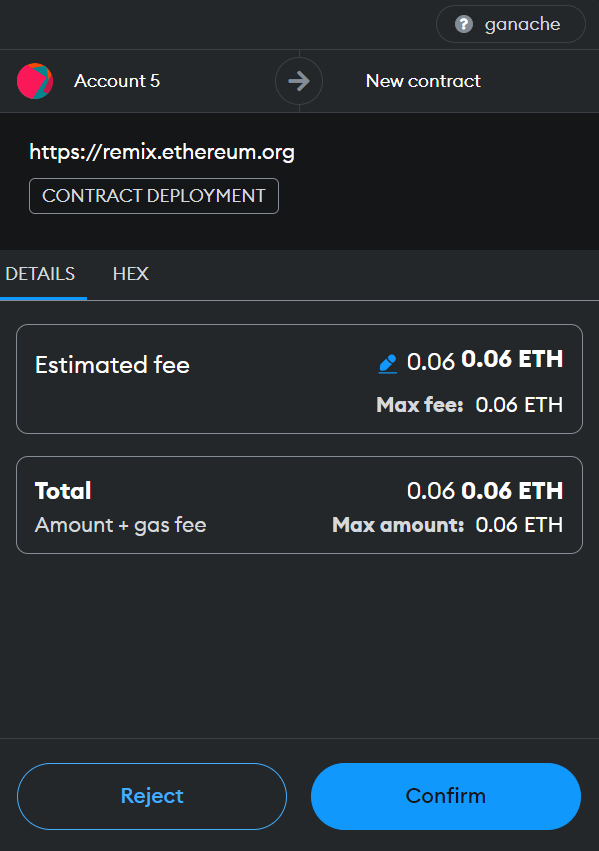 ? ganache
Account 5
New contract
https://remix.ethereum.org
CONTRACT DEPLOYMENT
DETAILS HEX
Estimated fee 0.06 0.06 ETH
Max fee: 0.06 ETH
Total 0.06 0.06 ETH
Amount + gas fee Max amount: 0.06 ETH
Reject Confirm